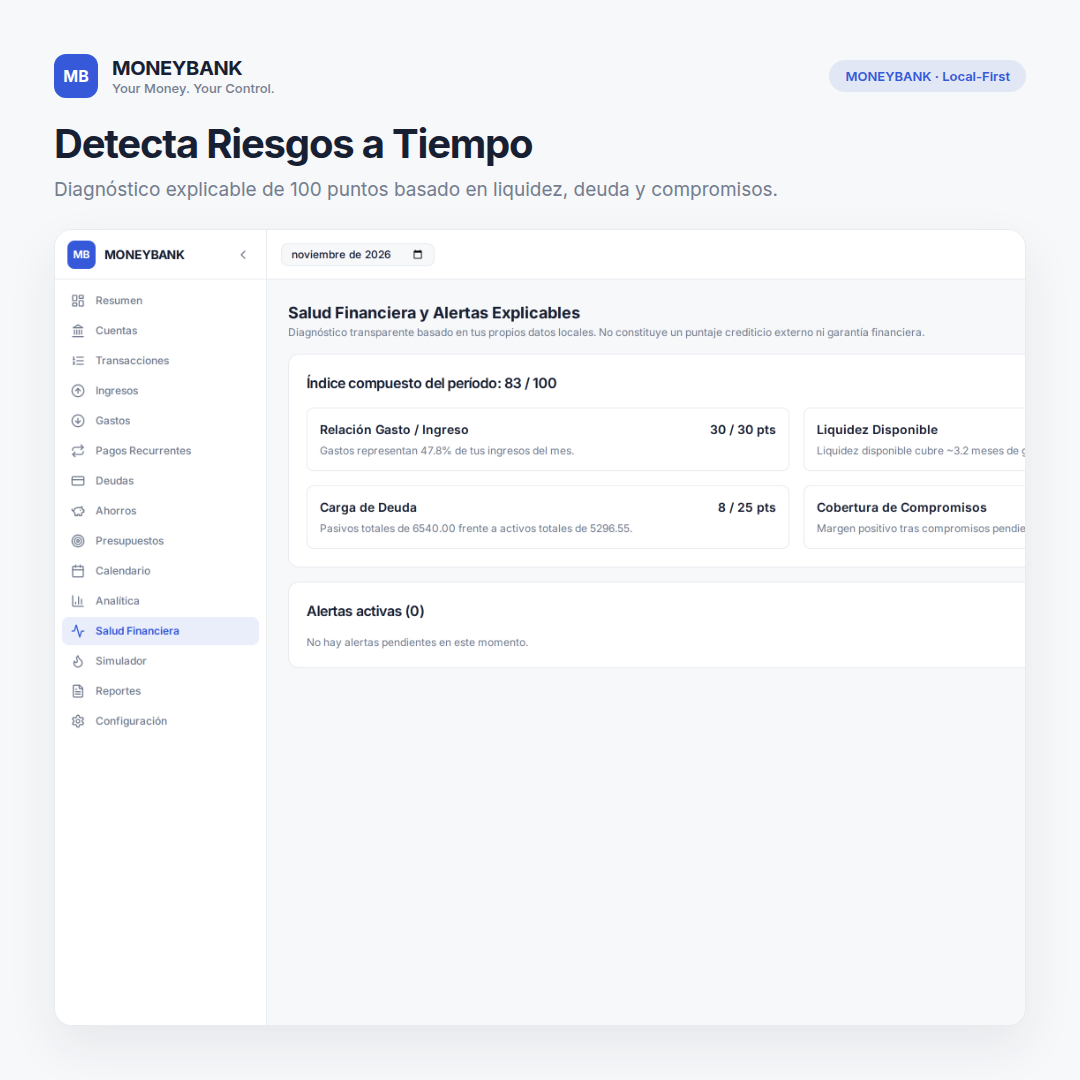 MB
MONEYBANK
Your Money. Your Control.
MONEYBANK · Local-First
Detecta Riesgos a Tiempo
Diagnóstico explicable de 100 puntos basado en liquidez, deuda y compromisos.
MB MONEYBANK
noviembre de 2026
Resumen
Cuentas
Transacciones
Ingresos
Gastos
Pagos Recurrentes
Deudas
Ahorros
Presupuestos
Calendario
Analítica
Salud Financiera
Simulador
Reportes
Configuración
Salud Financiera y Alertas Explicables
Diagnóstico transparente basado en tus propios datos locales. No constituye un puntaje crediticio externo ni garantía financiera.
Índice compuesto del período: 83 / 100
Relación Gasto / Ingreso 30 / 30 pts
Gastos representan 47.8% de tus ingresos del mes.
Liquidez Disponible
Liquidez disponible cubre ~3.2 meses de
Carga de Deuda 8 / 25 pts
Pasivos totales de 6540.00 frente a activos totales de 5296.55.
Cobertura de Compromisos
Margen positivo tras compromisos
Alertas activas (0)
No hay alertas pendientes en este momento.